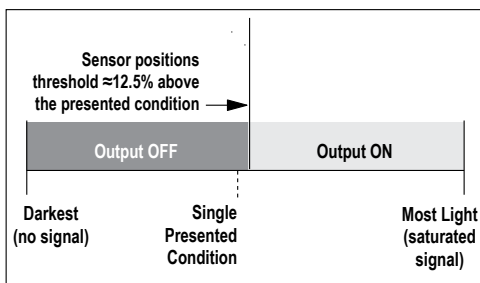 Sensor positions
threshold ≈12.5% above
the presented condition
Output OFF
Output ON
Darkest
(no signal)
Single
Presented
Condition
Most Light
(saturated
signal)